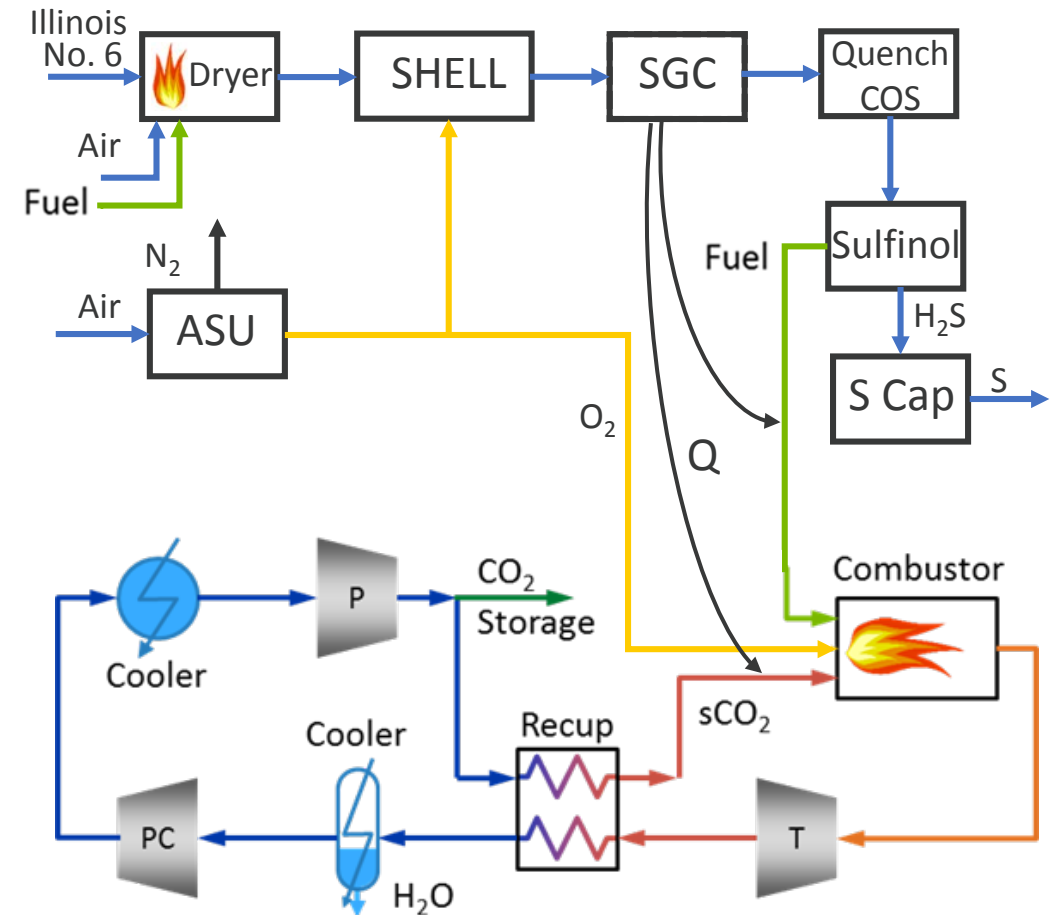 Illinois
No. 6
Dryer
SHELL
SGC
Quench
COS
Air
Fuel
N₂
Fuel
Sulfinol
Air
ASU
H₂S
S Cap
S
O₂
Q
P
CO₂
Storage
Combustor
Cooler
sCO₂
Cooler
Recup
PC
T
H₂O